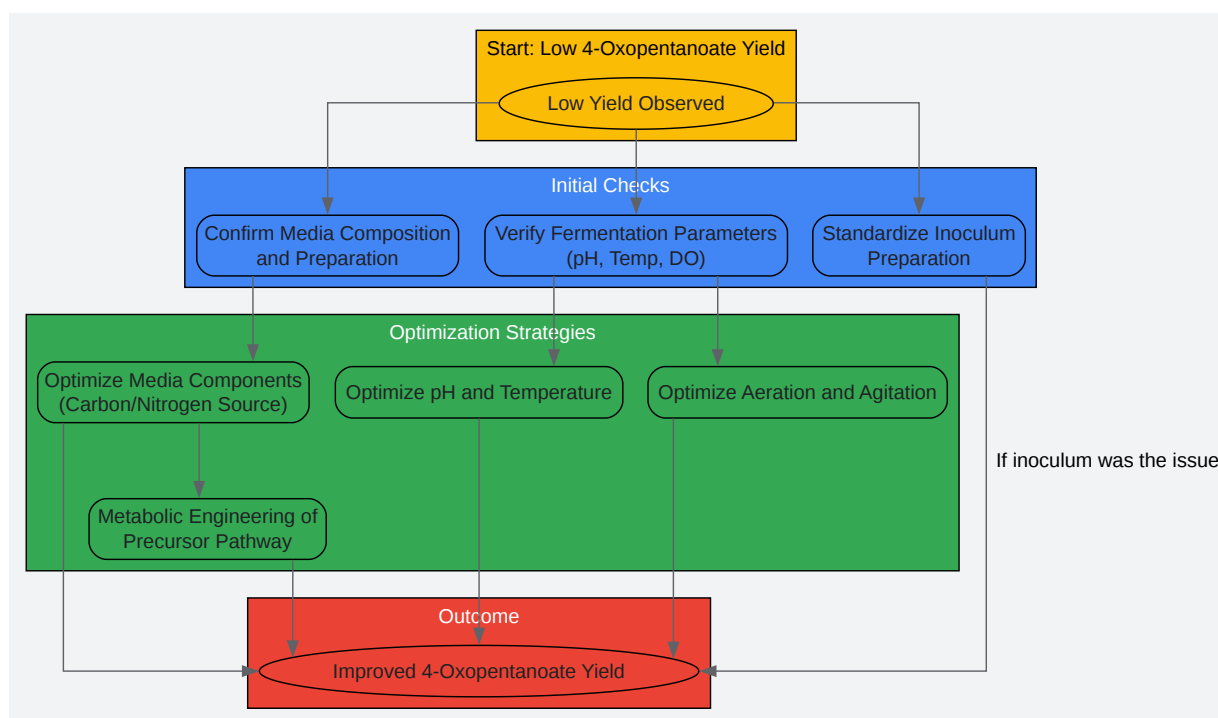 Start: Low 4-Oxopentanoate Yield
Low Yield Observed
Initial Checks
Confirm Media Composition
and Preparation
Verify Fermentation Parameters
(pH, Temp, DO)
Standardize Inoculum
Preparation
Optimization Strategies
Optimize Media Components
(Carbon/Nitrogen Source)
Optimize pH and Temperature
Optimize Aeration and Agitation
If inoculum was the issue
Metabolic Engineering of
Precursor Pathway
Outcome
Improved 4-Oxopentanoate Yield